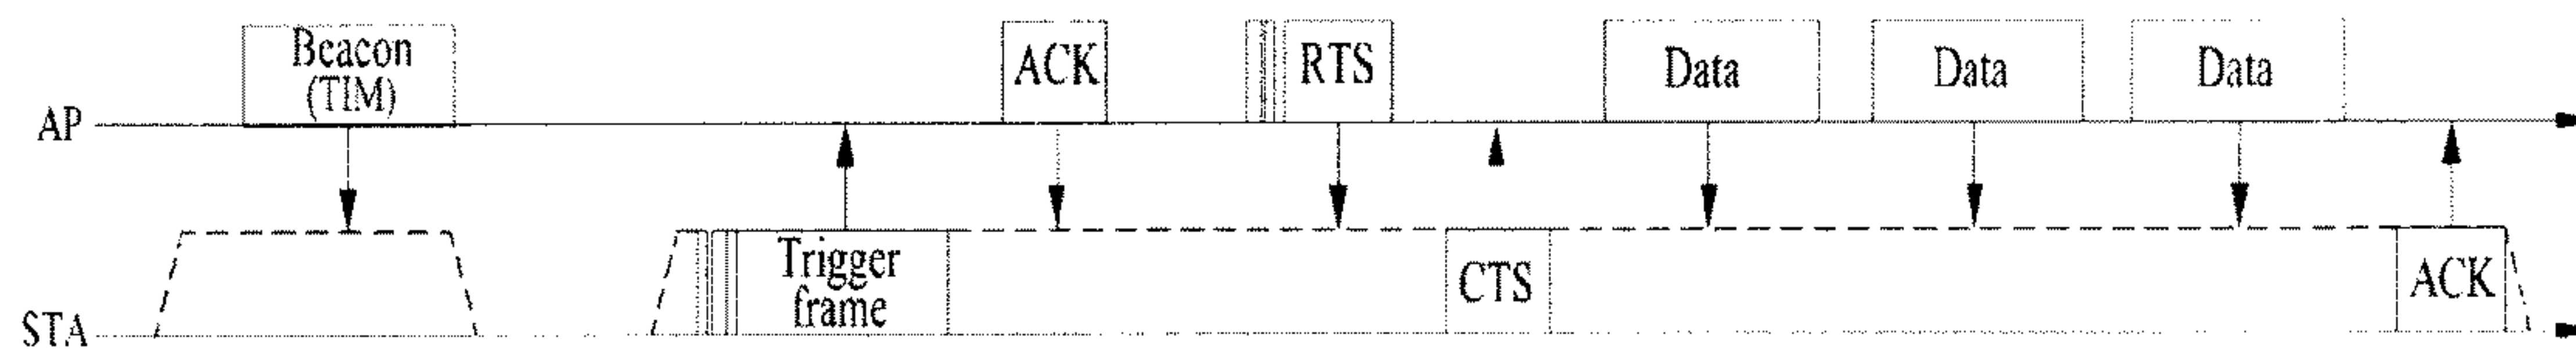 Beacon
(TIM)
ACK
RTS
Data
Data
Data
AP
Trigger
frame
CTS
ACK
STA